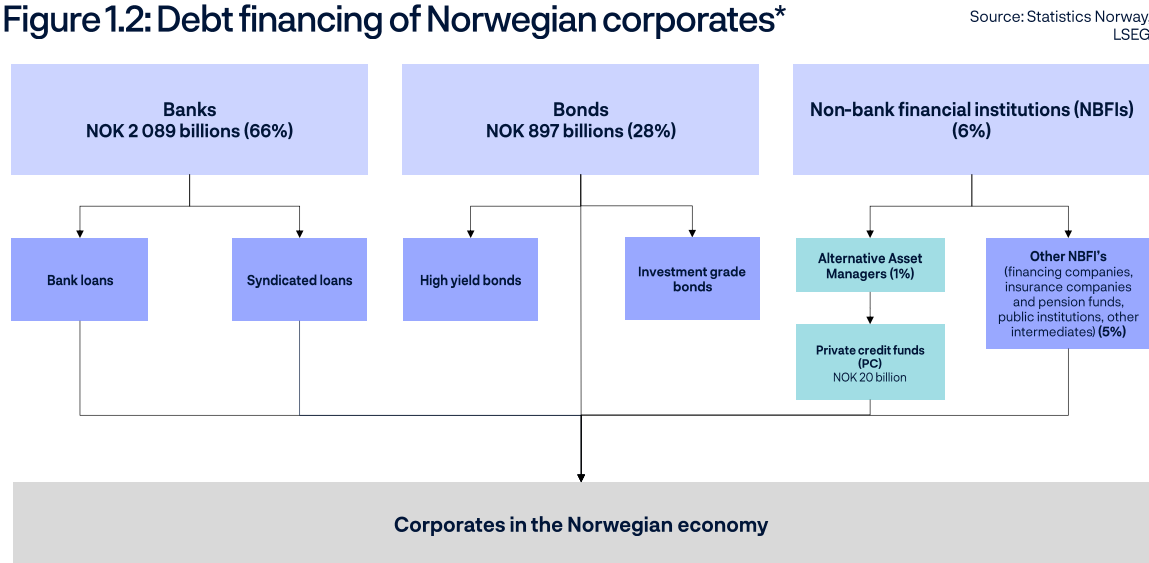 Figure 1.2: Debt financing of Norwegian corporates*
Source: Statistics Norway,
LSEG
Banks
NOK 2 089 billions (66%)
Bonds
NOK 897 billions (28%)
Non-bank financial institutions (NBFIs)
(6%)
Bank loans
Syndicated loans
High yield bonds
Investment grade
bonds
Alternative Asset
Managers (1%)
Other NBFI's
(financing companies,
insurance companies
and pension funds,
public institutions, other
intermediates) (5%)
Private credit funds
(PC)
NOK 20 billion
Corporates in the Norwegian economy